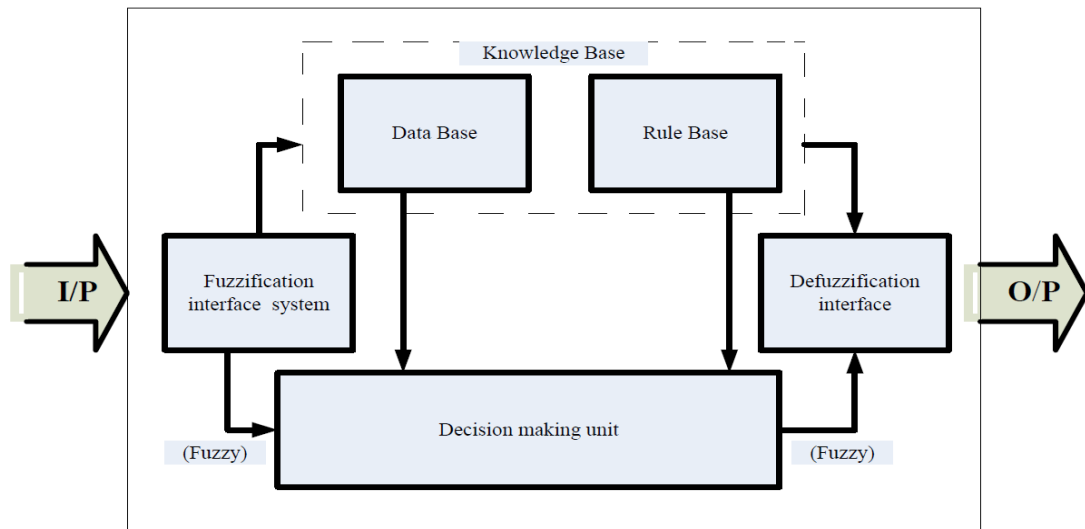 Knowledge Base
Data Base
Rule Base
I/P
Fuzzification
interface system
Defuzzification
interface
O/P
Decision making unit
(Fuzzy)
(Fuzzy)